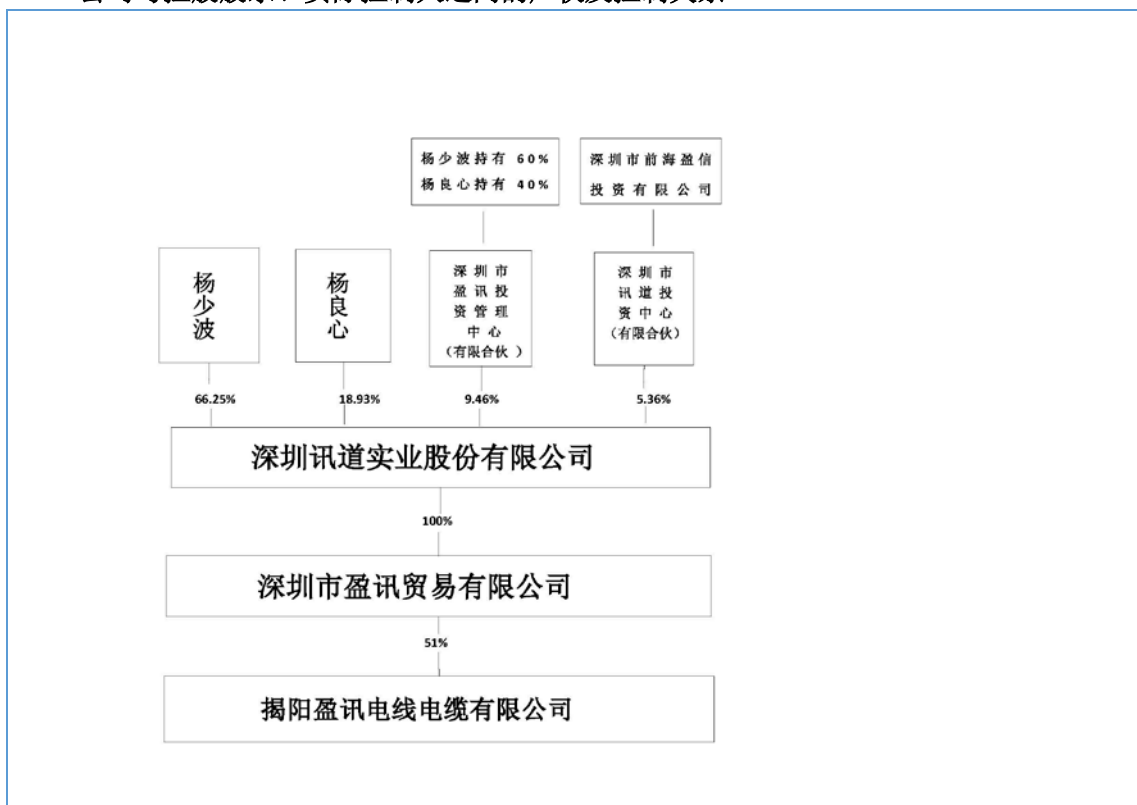 杨少波持有 60%
杨良心持有 40%
深圳市前海盈信
投资有限公司
杨少波
杨良心
深圳市
盈讯投
资管理
中心
（有限合伙）
深圳市
讯道投
资中心
（有限合伙）
66.25%
18.93%
9.46%
5.36%
深圳讯道实业股份有限公司
100%
深圳市盈讯贸易有限公司
51%
揭阳盈讯电线电缆有限公司